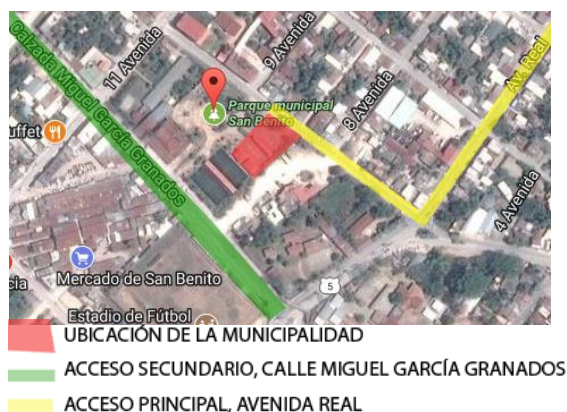 11 Avenida
9 Avenida
Av. Real
Calzada Miguel García Granados
Parque municipal
San Benito
8 Avenida
uffet
4 Avenida
Mercado de San Benito
5
cía
Estadio de Fútbol
UBICACIÓN DE LA MUNICIPALIDAD
ACCESO SECUNDARIO, CALLE MIGUEL GARCÍA GRANADOS
ACCESO PRINCIPAL, AVENIDA REAL